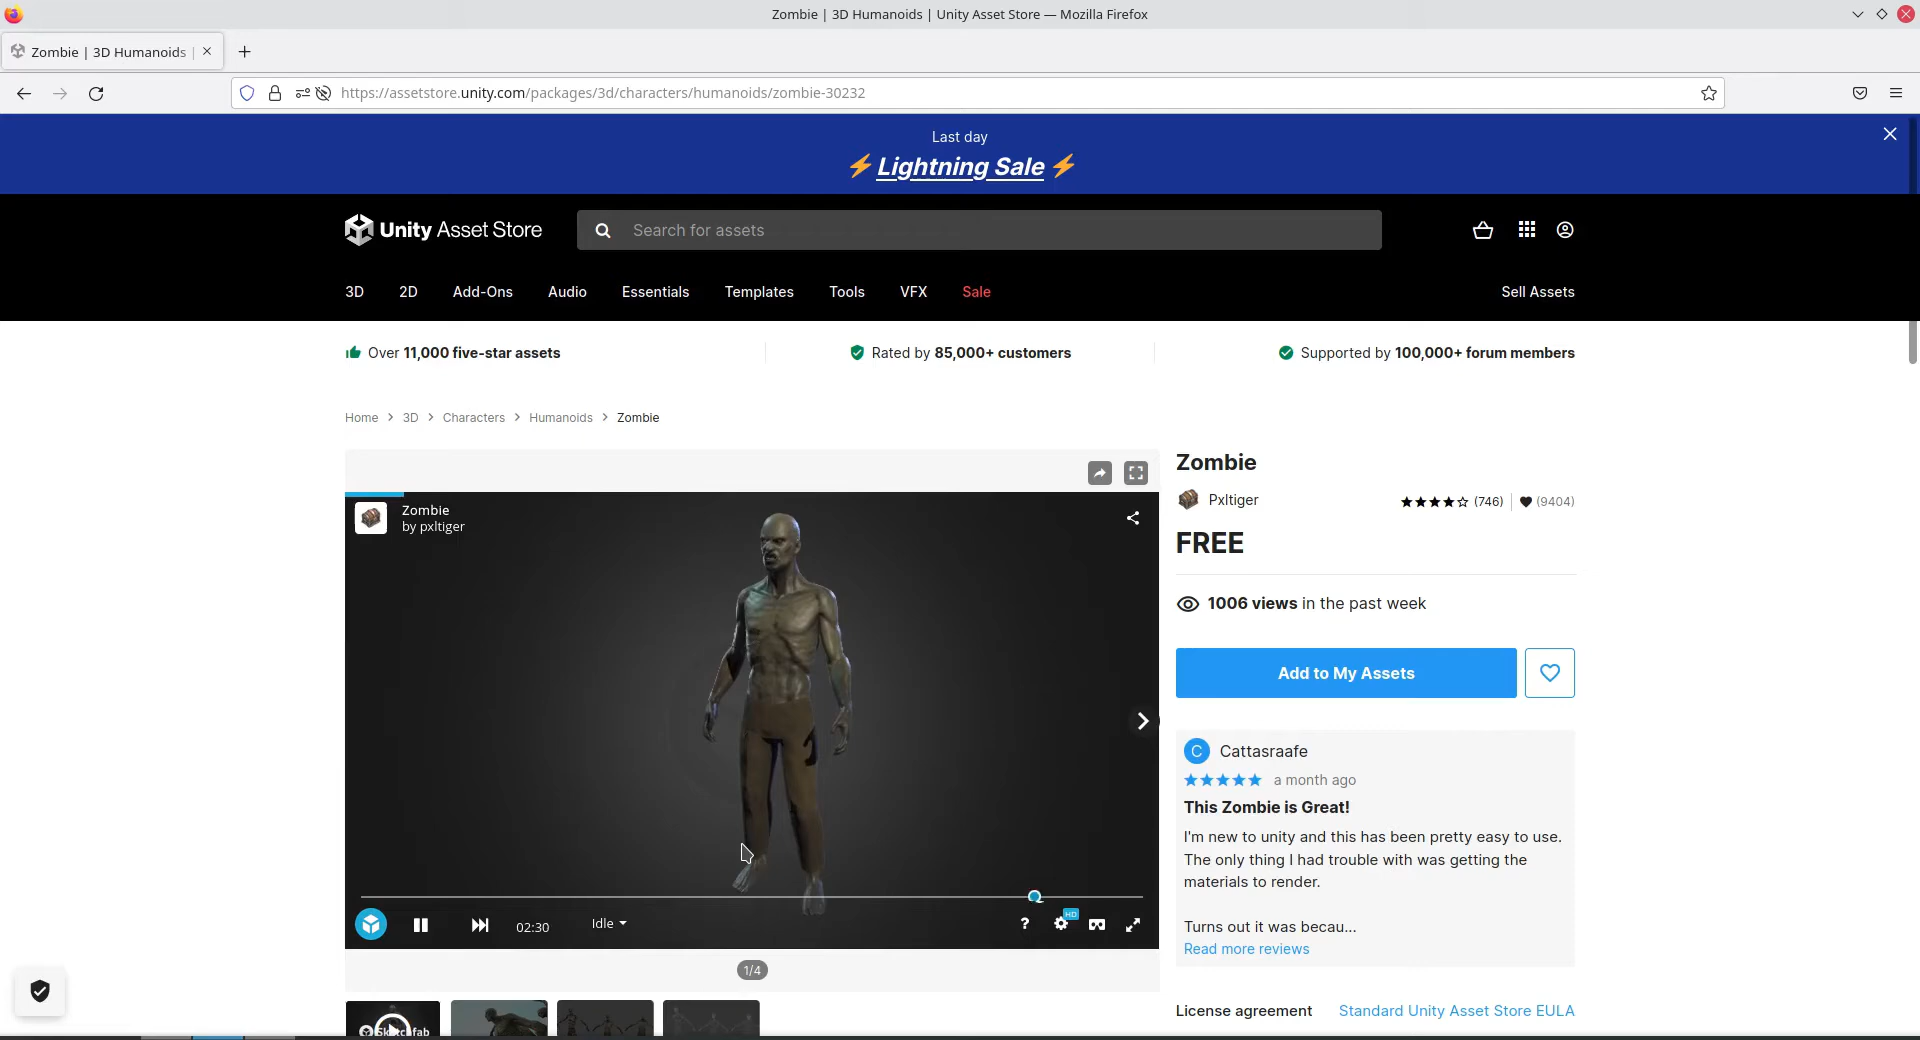 Zombie | 3D Humanoids | Unity Asset Store — Mozilla Firefox
Zombie | 3D Humanoids |
https://assetstore.unity.com/packages/3d/characters/humanoids/zombie-30232
Last day
⚡ Lightning Sale ⚡
Unity Asset Store
Search for assets
3D 2D Add-Ons Audio Essentials Templates Tools VFX Sale Sell Assets
Over 11,000 five-star assets
Rated by 85,000+ customers
Supported by 100,000+ forum members
Home > 3D > Characters > Humanoids > Zombie
Zombie
by pxltiger
02:30
Idle
?
HD
1/4
Sketchfab
Zombie
Pxltiger
★★★★☆ (746) | ♥ (9404)
FREE
1006 views in the past week
Add to My Assets
C Cattasraafe
★★★★★ a month ago
This Zombie is Great!
I'm new to unity and this has been pretty easy to use.
The only thing I had trouble with was getting the
materials to render.
Turns out it was becau...
Read more reviews
License agreement Standard Unity Asset Store EULA